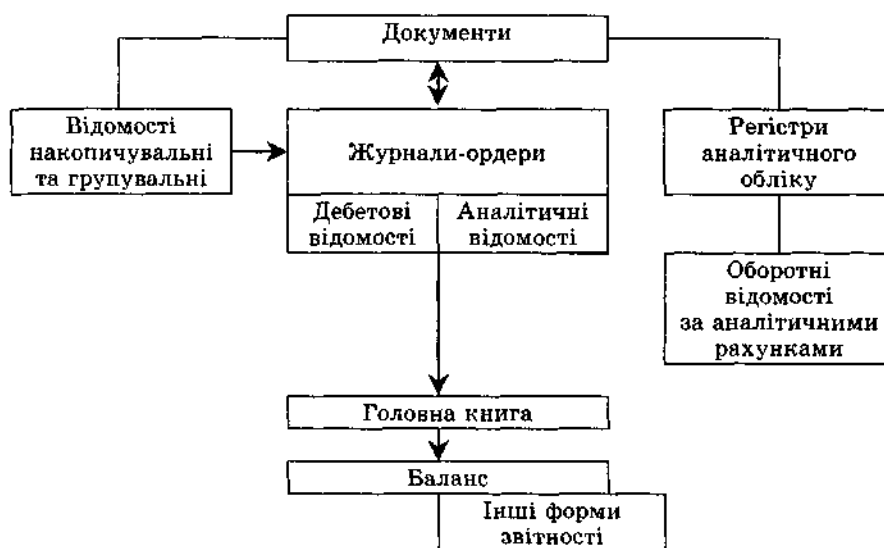 Документи
Відомості
накопичувальні
та групувальні
Журнали-ордери
Регістри
аналітичного
обліку
Дебетові
відомості
Аналітичні
відомості
Оборотні
відомості
за аналітичними
рахунками
Головна книга
Баланс
Інші форми
звітності